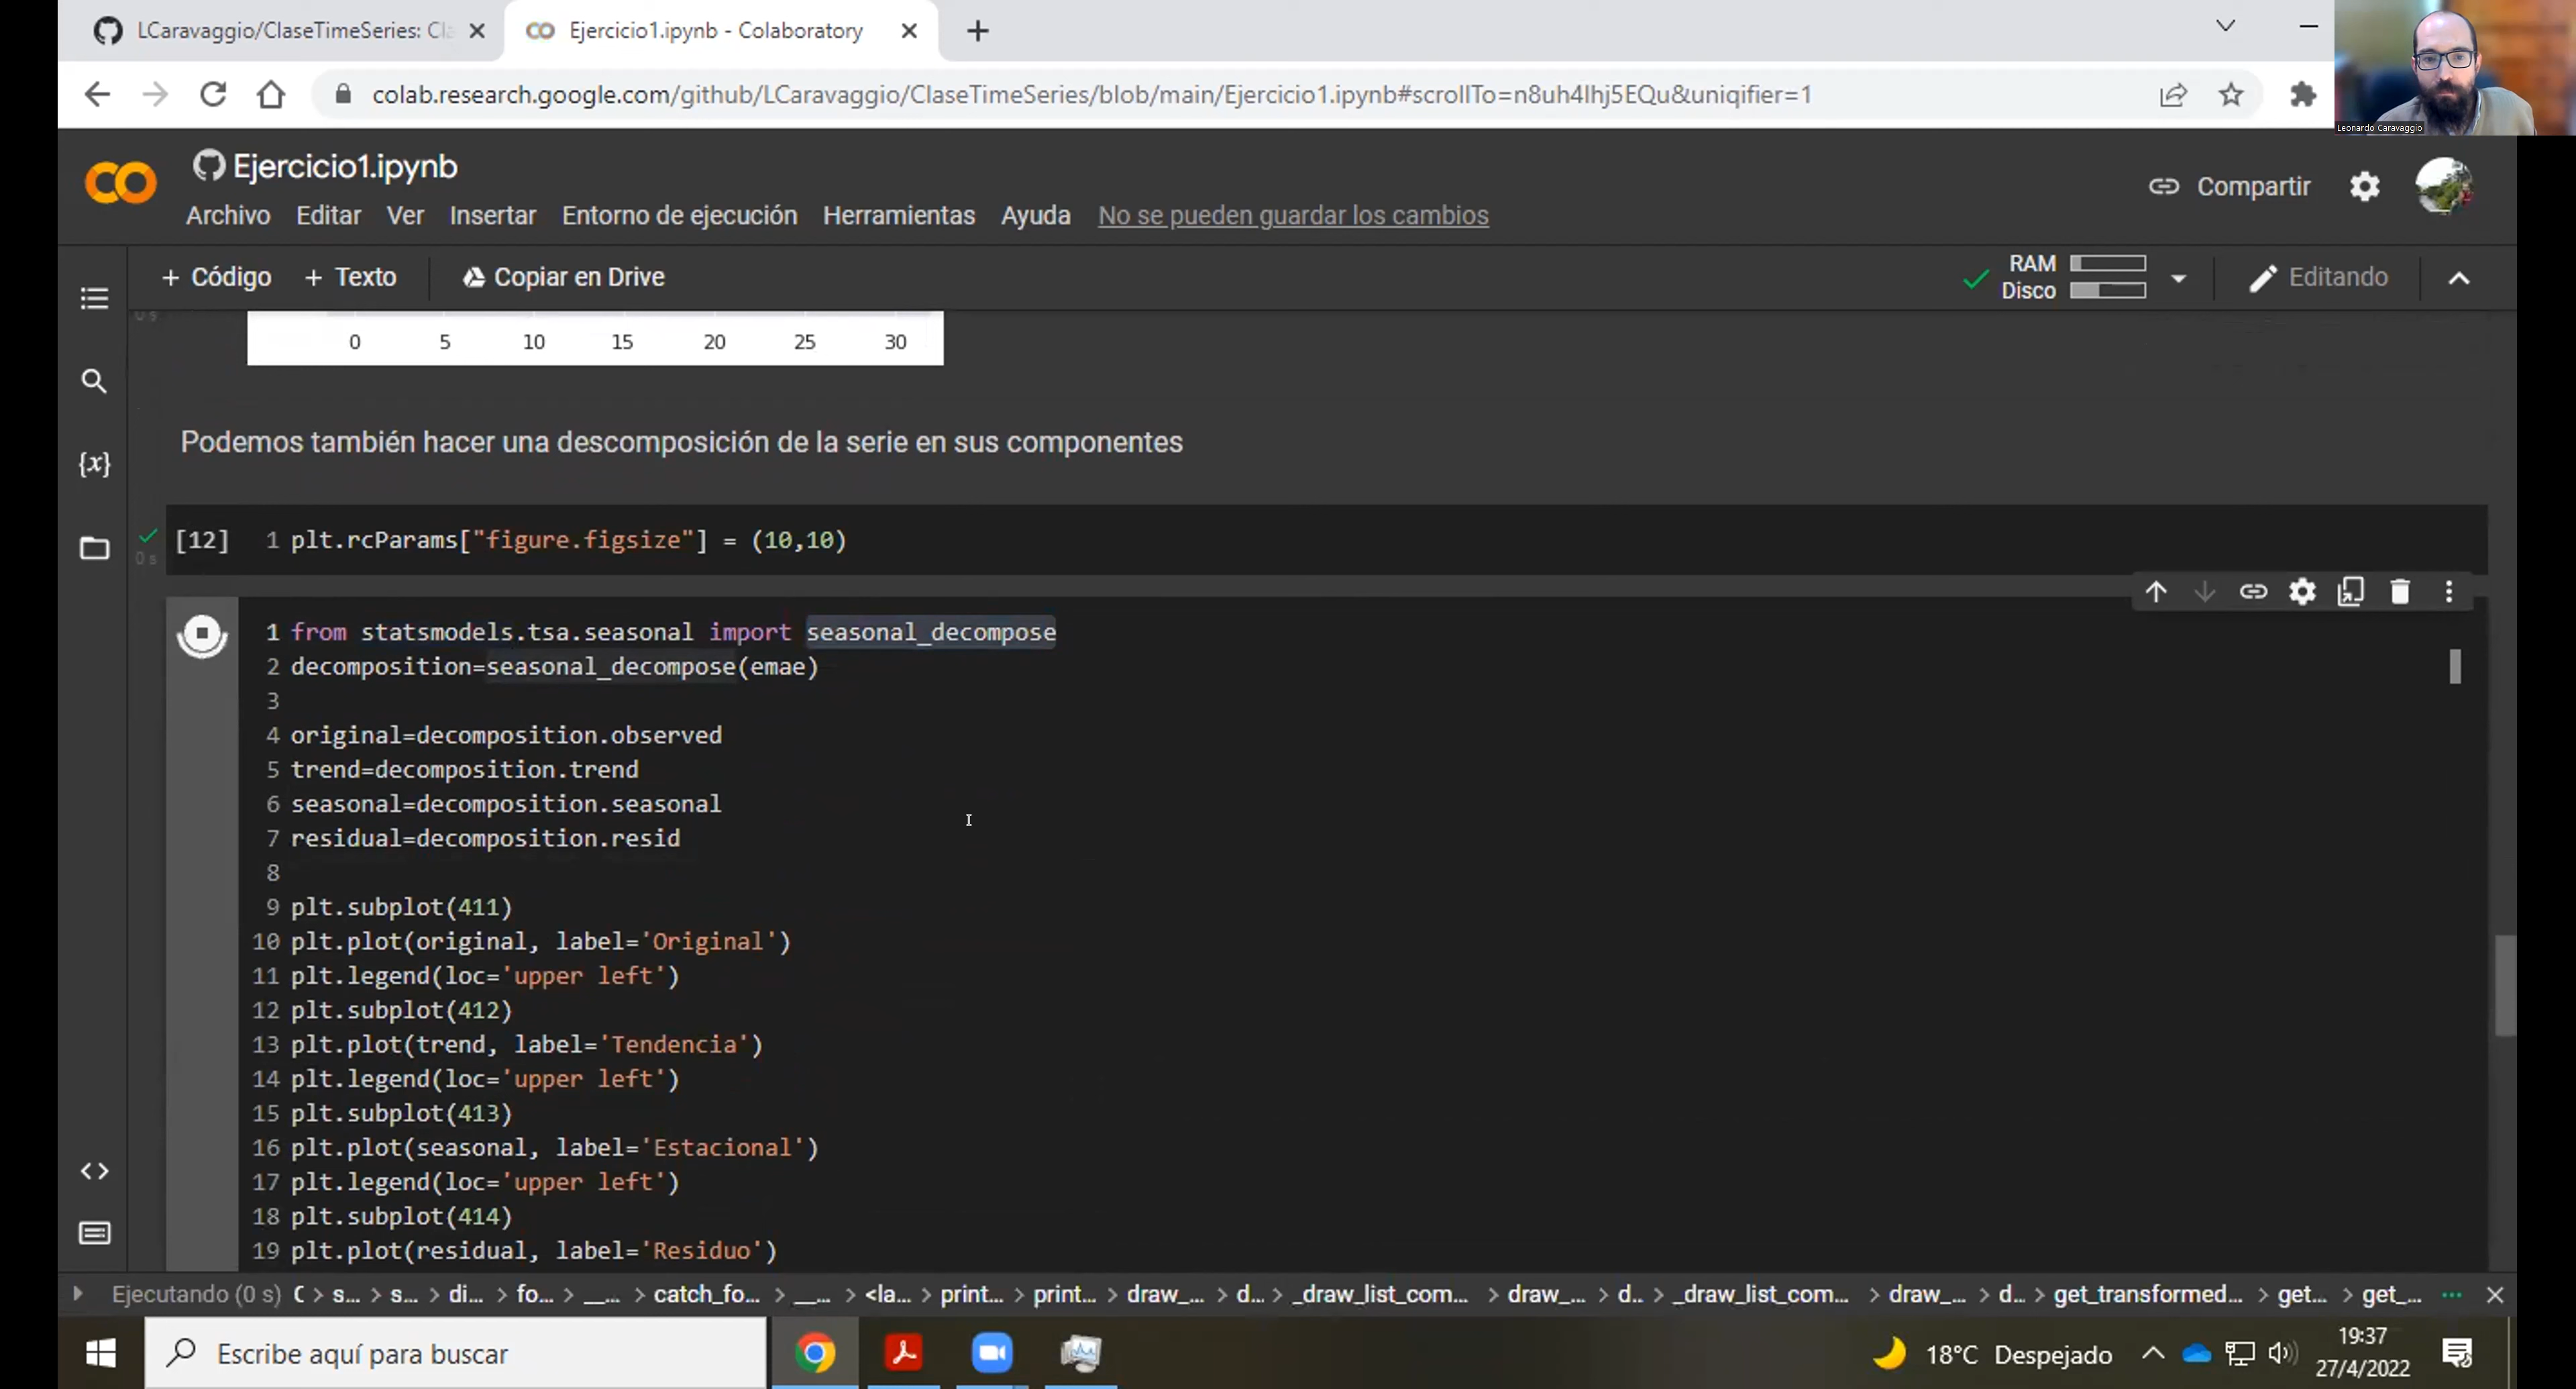 LCaravaggio/ClaseTimeSeries: Cla
Ejercicio1.ipynb - Colaboratory
colab.research.google.com/github/LCaravaggio/ClaseTimeSeries/blob/main/Ejercicio1.ipynb#scrollTo=n8uh4lhj5EQu&uniqifier=1
Leonardo Caravaggio
Ejercicio1.ipynb
Compartir
Archivo Editar Ver Insertar Entorno de ejecución Herramientas Ayuda No se pueden guardar los cambios
+ Código + Texto Copiar en Drive
RAM
Disco
Editando
0 s
0 5 10 15 20 25 30
Podemos también hacer una descomposición de la serie en sus componentes
{x}
[12] 1 plt.rcParams["figure.figsize"] = (10,10)
0 s
1 from statsmodels.tsa.seasonal import seasonal_decompose
2 decomposition=seasonal_decompose(emae)
3
4 original=decomposition.observed
5 trend=decomposition.trend
6 seasonal=decomposition.seasonal
7 residual=decomposition.resid
8
9 plt.subplot(411)
10 plt.plot(original, label='Original')
11 plt.legend(loc='upper left')
12 plt.subplot(412)
13 plt.plot(trend, label='Tendencia')
14 plt.legend(loc='upper left')
15 plt.subplot(413)
16 plt.plot(seasonal, label='Estacional')
17 plt.legend(loc='upper left')
18 plt.subplot(414)
19 plt.plot(residual, label='Residuo')
Ejecutando (0 s) C > s... > s... > di... > fo... > __... > catch_fo... > __... > <la... > print... > print... > draw_... > d... > _draw_list_com... > draw_... > d... > _draw_list_com... > draw_... > d... > get_transformed... > get... > get_... ...
Escribe aquí para buscar
18°C Despejado
19:37
27/4/2022